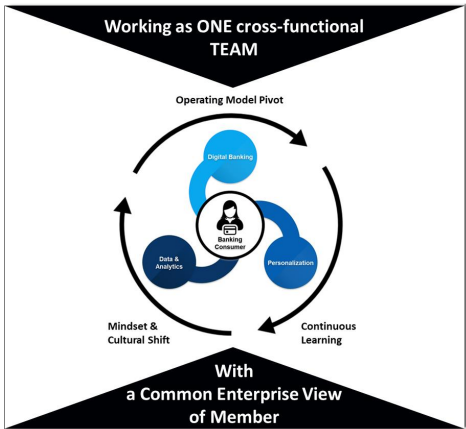 Working as ONE cross-functional
TEAM
Operating Model Pivot
Digital Banking
Banking
Consumer
Data &
Analytics
Personalization
Mindset &
Cultural Shift
Continuous
Learning
With
a Common Enterprise View
of Member